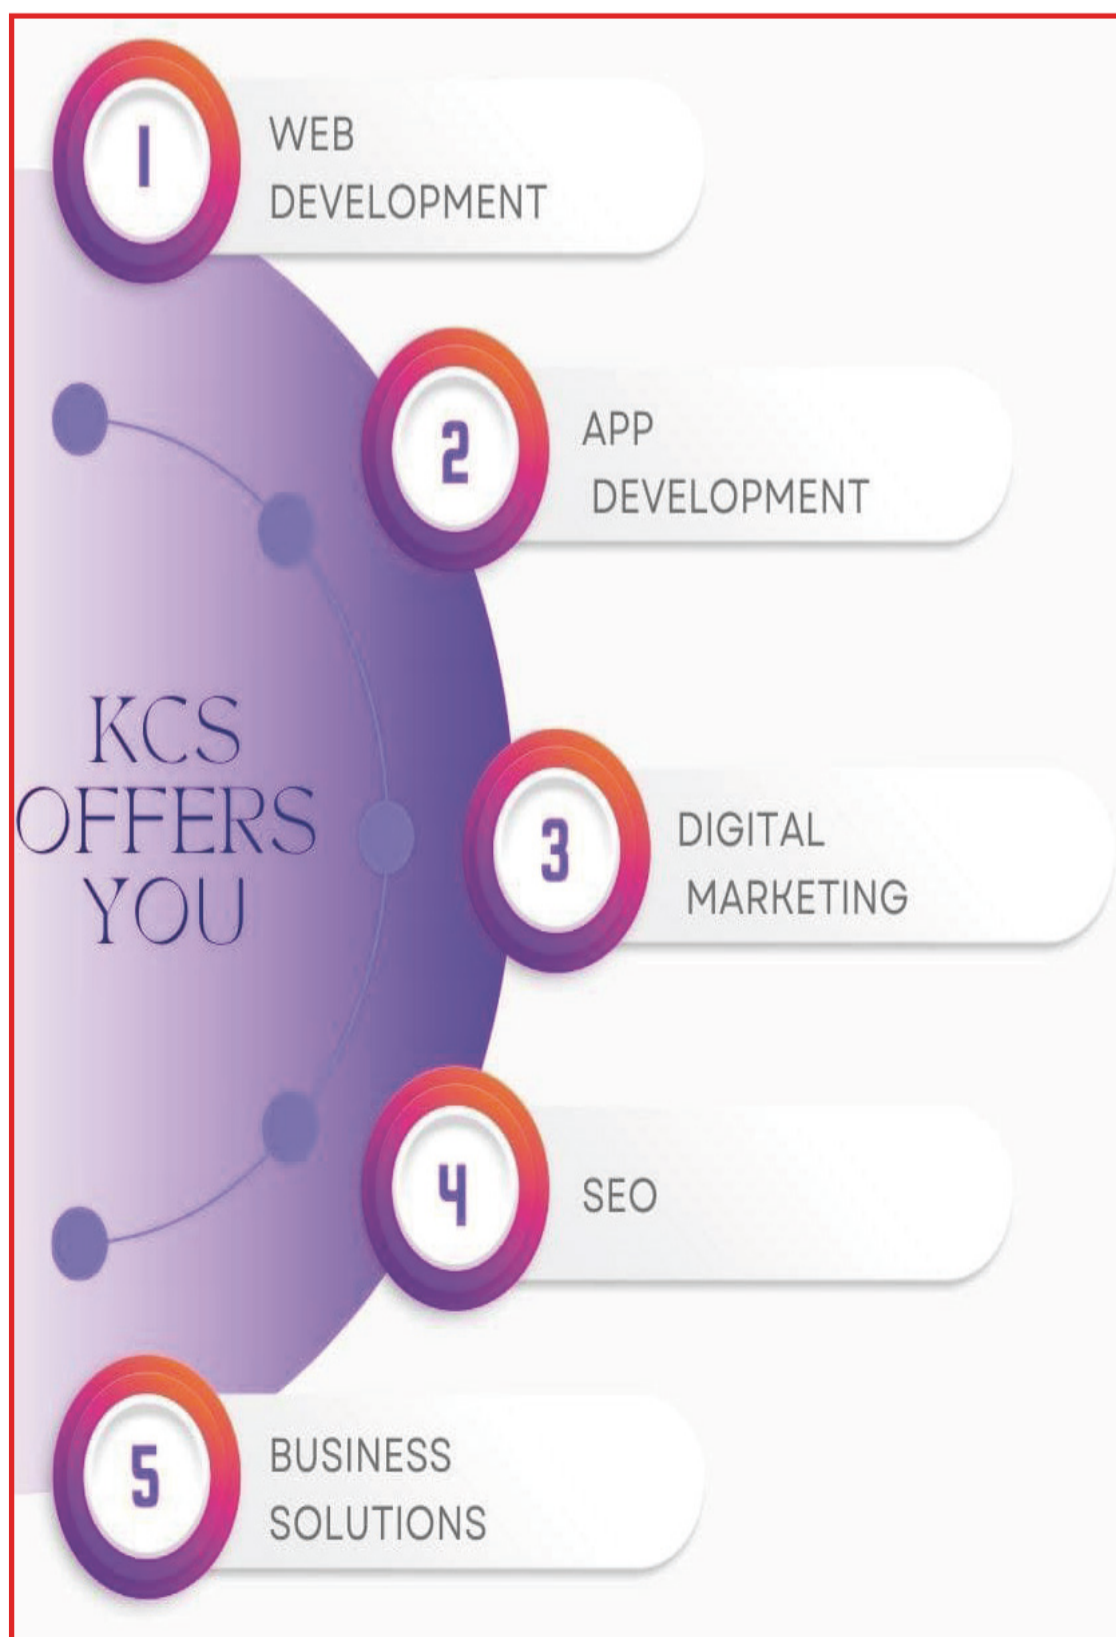 1
WEB
DEVELOPMENT
2
APP
DEVELOPMENT
KCS
OFFERS
YOU
3
DIGITAL
MARKETING
4
SEO
5
BUSINESS
SOLUTIONS